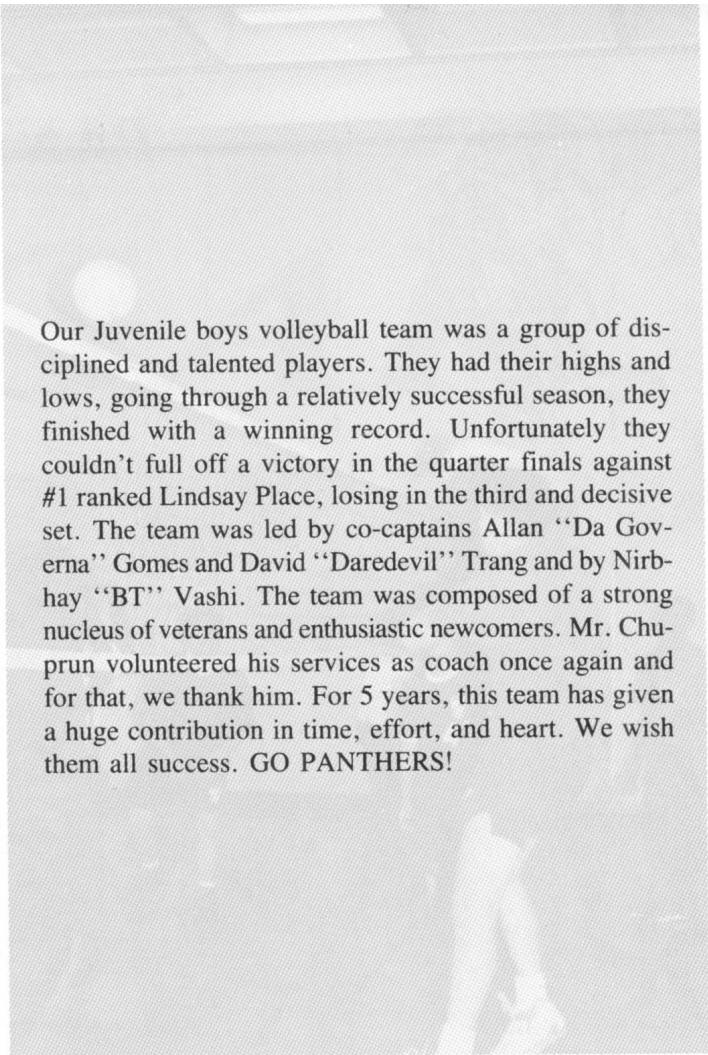 Our Juvenile boys volleyball team was a group of dis-
ciplined and talented players. They had their highs and
lows, going through a relatively successful season, they
finished with a winning record. Unfortunately they
couldn't full off a victory in the quarter finals against
#1 ranked Lindsay Place, losing in the third and decisive
set. The team was led by co-captains Allan ‘‘Da Gov-
erna’’ Gomes and David ‘‘Daredevil’’ Trang and by Nirb-
hay ‘‘BT’’ Vashi. The team was composed of a strong
nucleus of veterans and enthusiastic newcomers. Mr. Chu-
prun volunteered his services as coach once again and
for that, we thank him. For 5 years, this team has given
a huge contribution in time, effort, and heart. We wish
them all success. GO PANTHERS!